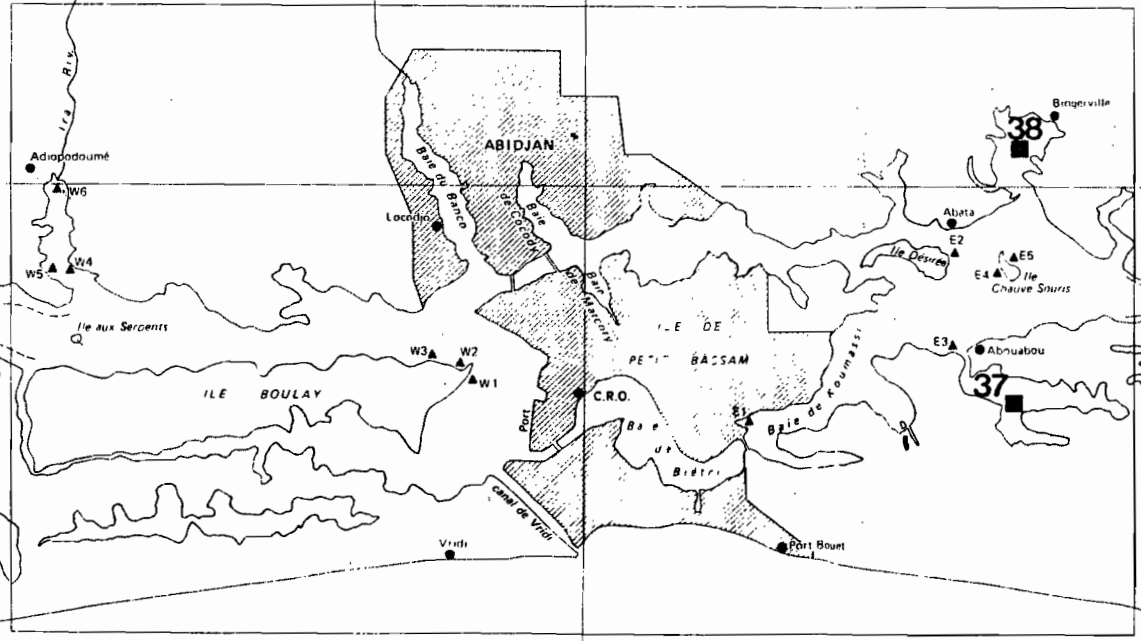 Ira Riv.
Adiopodoumé
W6
W5
W4
Ile aux Serpents
ILE BOULAY
W3
W2
W1
ABIDJAN
Baie du Banco
Locodjo
Baie de Cocody
Baie de Marcory
ILE DE
PETIT BASSAM
Port
C.R.O.
E1
Baie
de
Biétri
Baie de Koumassi
canal de Vridi
Vridi
Port Bouet
Bingerville
38
Abata
E2
Ile Désirée
E5
E4
Ile
Chauve Souris
E3
Abouabou
37